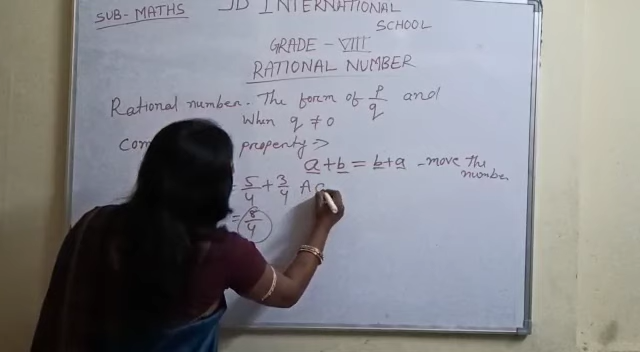 SUB- MATHS JD INTERNATIONAL
SCHOOL
GRADE - VIII
RATIONAL NUMBER
Rational number. The form of p/q and
When q ≠ 0
property =>
a + b = b + a - move the
number
= 5/4 + 3/4 A
= 8/4